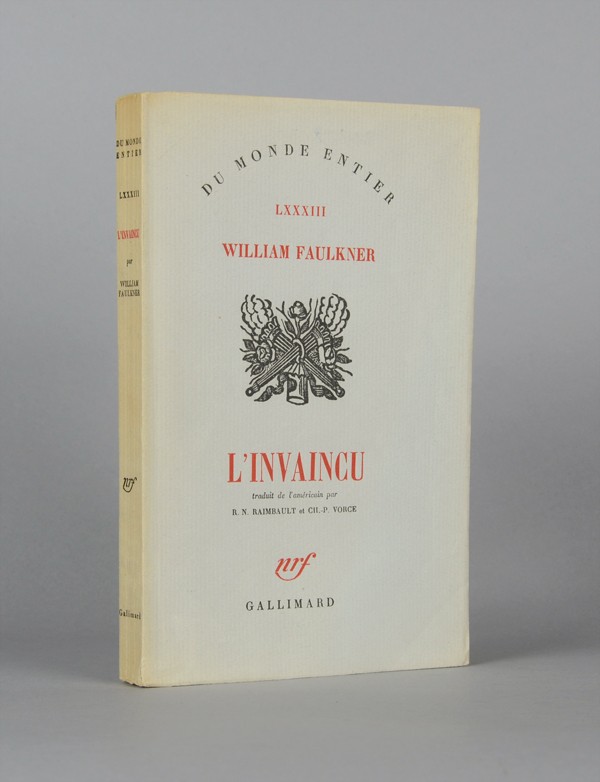 DU MONDE
ENTIER
LXXXIII
L'INVAINCU
par
WILLIAM
FAULKNER
nrf
Gallimard
DU MONDE ENTIER
LXXXIII
WILLIAM FAULKNER
L'INVAINCU
traduit de l'américain par
R. N. RAIMBAULT et CH.-P. VORCE
nrf
GALLIMARD